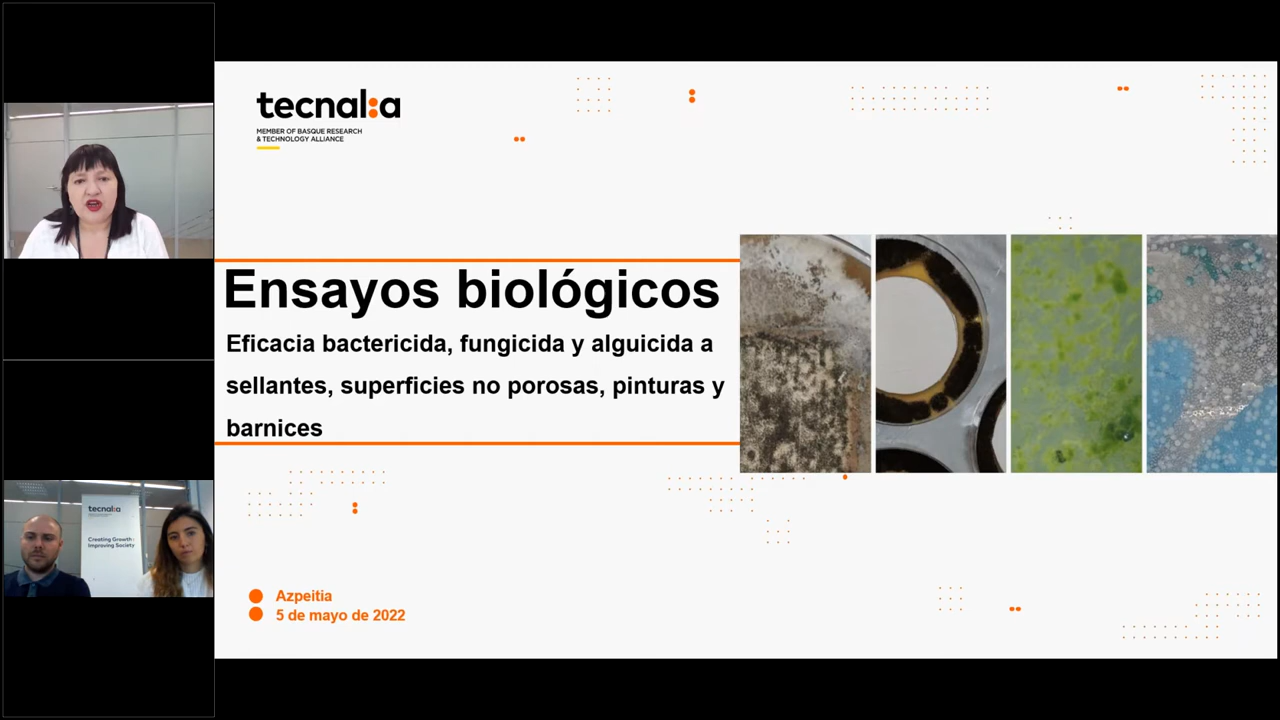 tecnalia
MEMBER OF BASQUE RESEARCH
& TECHNOLOGY ALLIANCE
Ensayos biológicos
Eficacia bactericida, fungicida y alguicida a
sellantes, superficies no porosas, pinturas y
barnices
Azpeitia
5 de mayo de 2022
tecnalia
Creating Growth
Improving Society